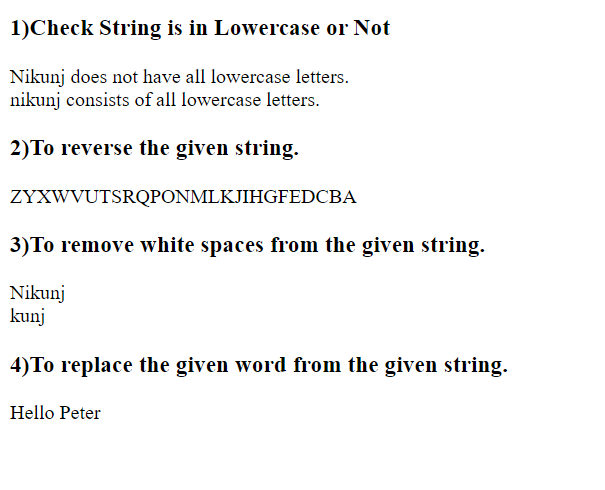 1)Check String is in Lowercase or Not
Nikunj does not have all lowercase letters.
nikunj consists of all lowercase letters.
2)To reverse the given string.
ZYXWVUTSRQPONMLKJIHGFEDCBA
3)To remove white spaces from the given string.
Nikunj
kunj
4)To replace the given word from the given string.
Hello Peter